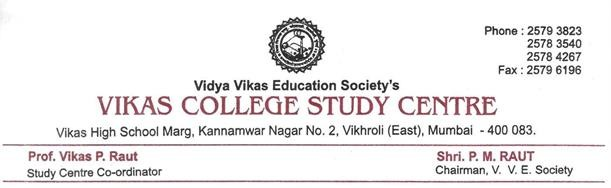 Phone : 2579 3823
2578 3540
2578 4267
Fax : 2579 6196
Vidya Vikas Education Society's
VIKAS COLLEGE STUDY CENTRE
Vikas High School Marg, Kannamwar Nagar No. 2, Vikhroli (East), Mumbai - 400 083.
Prof. Vikas P. Raut
Study Centre Co-ordinator
Shri. P. M. RAUT
Chairman, V. V. E. Society